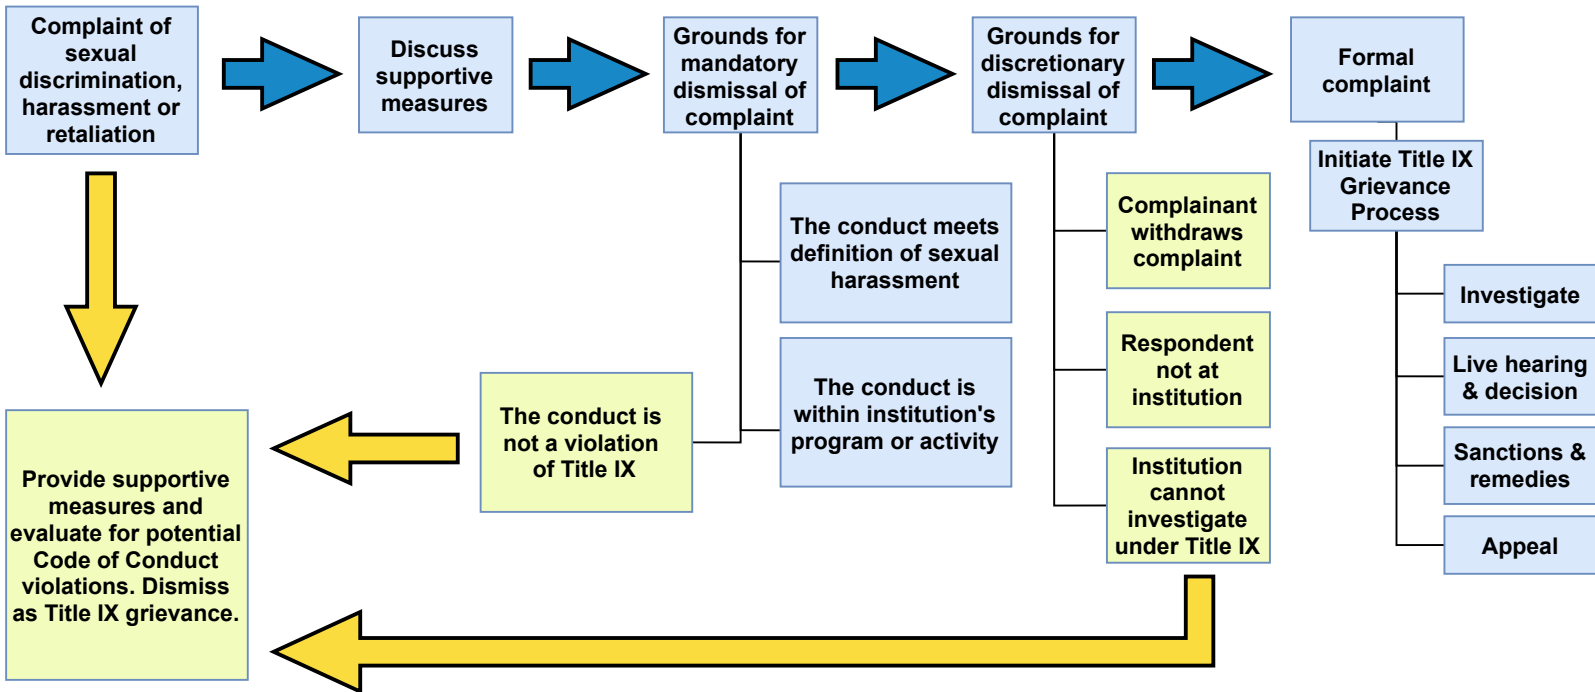 Complaint of
sexual
discrimination,
harassment or
retaliation
Discuss
supportive
measures
Grounds for
mandatory
dismissal of
complaint
Grounds for
discretionary
dismissal of
complaint
Formal
complaint
Initiate Title IX
Grievance
Process
The conduct meets
definition of sexual
harassment
The conduct is
within institution's
program or activity
The conduct is
not a violation
of Title IX
Complainant
withdraws
complaint
Respondent
not at
institution
Institution
cannot
investigate
under Title IX
Investigate
Live hearing
& decision
Sanctions &
remedies
Appeal
Provide supportive
measures and
evaluate for potential
Code of Conduct
violations. Dismiss
as Title IX grievance.